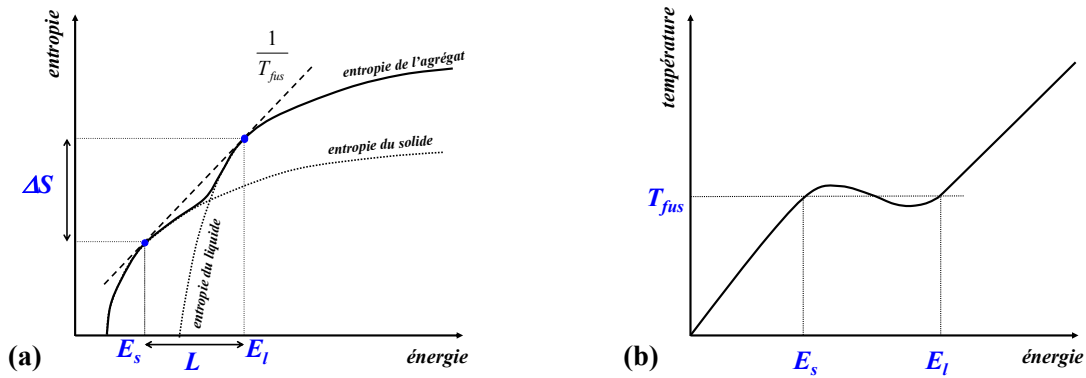 entropie
1
T_fus
entropie de l'agrégat
entropie du solide
entropie du liquide
ΔS
E_s
L
E_l
énergie
(a)
température
T_fus
E_s
E_l
énergie
(b)